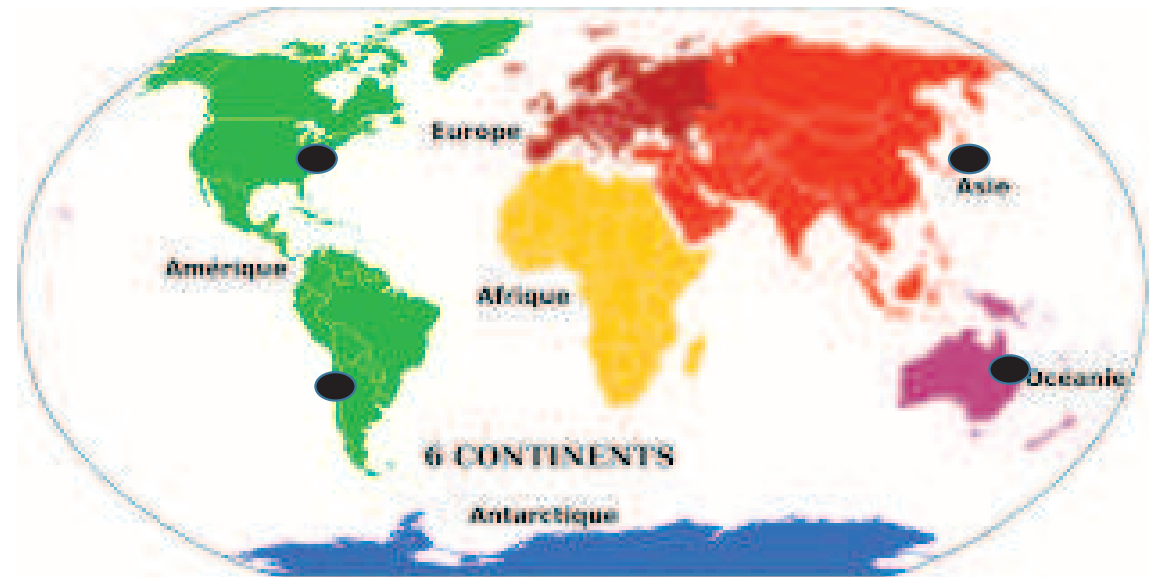 Europe
Asie
Amérique
Afrique
Océanie
6 CONTINENTS
Antarctique